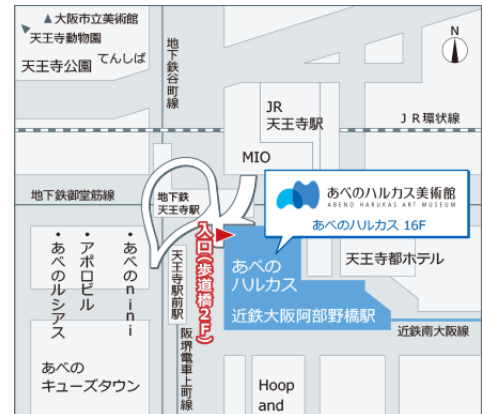 ▲大阪市立美術館
天王寺動物園
てんしば
天王寺公園
N
地下鉄谷町線
JR
天王寺駅
JR環状線
MIO
地下鉄御堂筋線
地下鉄
天王寺駅
あべのハルカス美術館
ABENO HARUKAS ART MUSEUM
あべのハルカス 16F
入口(歩道橋2F)
・あべのnini
・アポロビル
・あべのルシアス
天王寺駅前駅
あべの
ハルカス
近鉄大阪阿部野橋駅
天王寺都ホテル
近鉄南大阪線
阪堺電車上町線
あべの
キューズタウン
Hoop
and